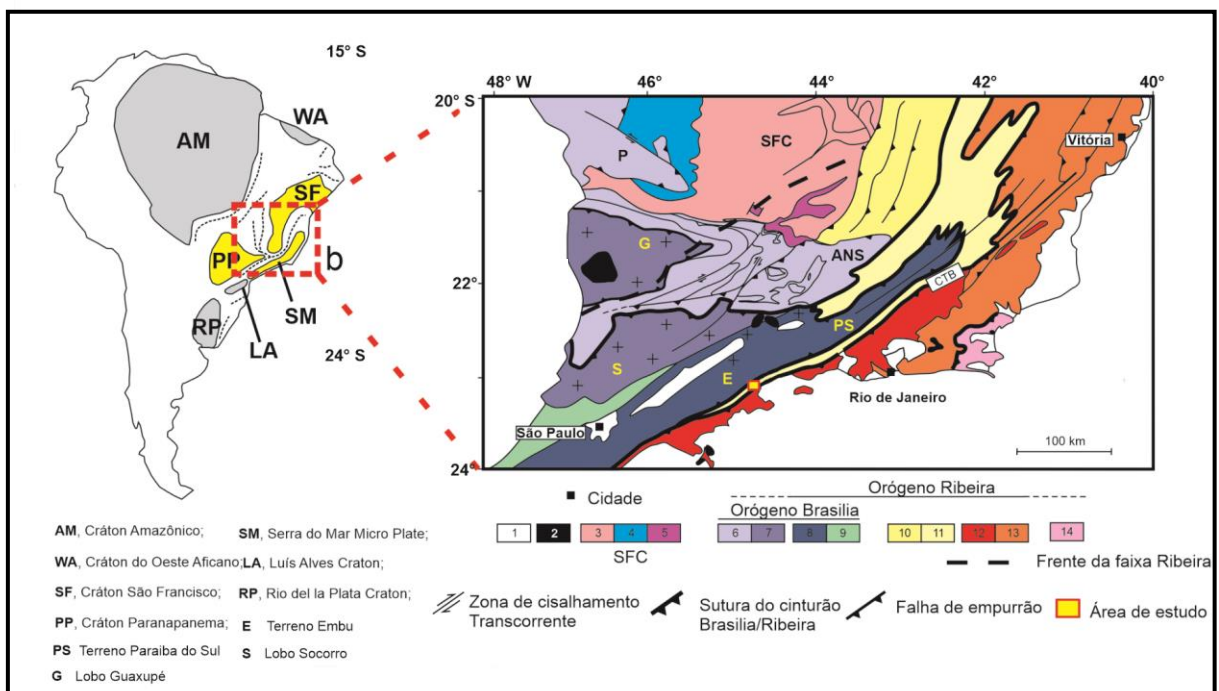 15° S
48° W
46°
44°
42°
40°
20° S
WA
AM
SFC
Vitória
P
SF
G
ANS
PP
b
22°
CTB
PS
SM
RP
LA
24° S
S
E
Rio de Janeiro
São Paulo
100 km
24°
Cidade
Orógeno Ribeira
Orógeno Brasilia
1 2 3 4 5 6 7 8 9 10 11 12 13 14
SFC
Frente da faixa Ribeira
AM, Cráton Amazônico;
SM, Serra do Mar Micro Plate;
WA, Cráton do Oeste Aficano;
LA, Luís Alves Craton;
SF, Cráton São Francisco;
RP, Rio del la Plata Craton;
PP, Cráton Paranapanema;
E Terreno Embu
PS Terreno Paraiba do Sul
S Lobo Socorro
G Lobo Guaxupé
Zona de cisalhamento
Transcorrente
Sutura do cinturão
Brasilia/Ribeira
Falha de empurrão
Área de estudo